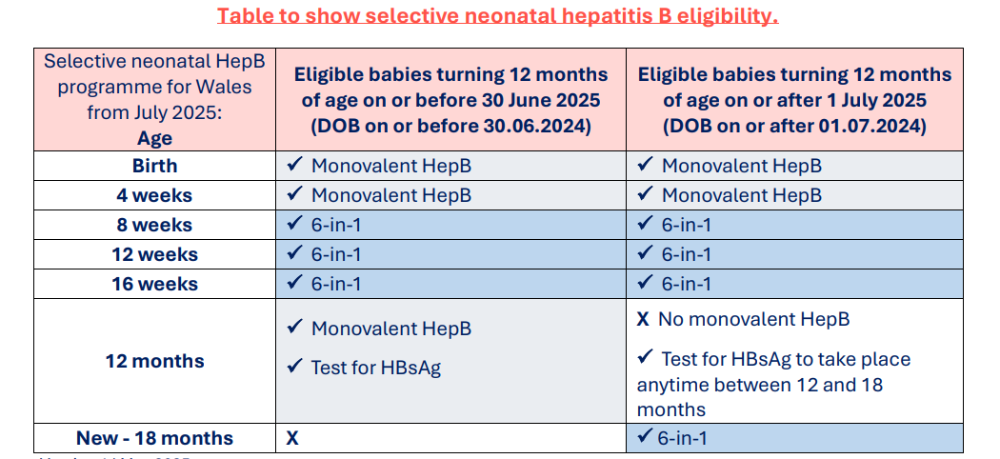 Table to show selective neonatal hepatitis B eligibility.
Selective neonatal HepB
programme for Wales
from July 2025:
Age
Eligible babies turning 12 months
of age on or before 30 June 2025
(DOB on or before 30.06.2024)
Eligible babies turning 12 months
of age on or after 1 July 2025
(DOB on or after 01.07.2024)
Birth
✓ Monovalent HepB
✓ Monovalent HepB
4 weeks
✓ Monovalent HepB
✓ Monovalent HepB
8 weeks
✓ 6-in-1
✓ 6-in-1
12 weeks
✓ 6-in-1
✓ 6-in-1
16 weeks
✓ 6-in-1
✓ 6-in-1
12 months
✓ Monovalent HepB
✓ Test for HBsAg
X No monovalent HepB
✓ Test for HBsAg to take place
anytime between 12 and 18
months
New - 18 months
X
✓ 6-in-1